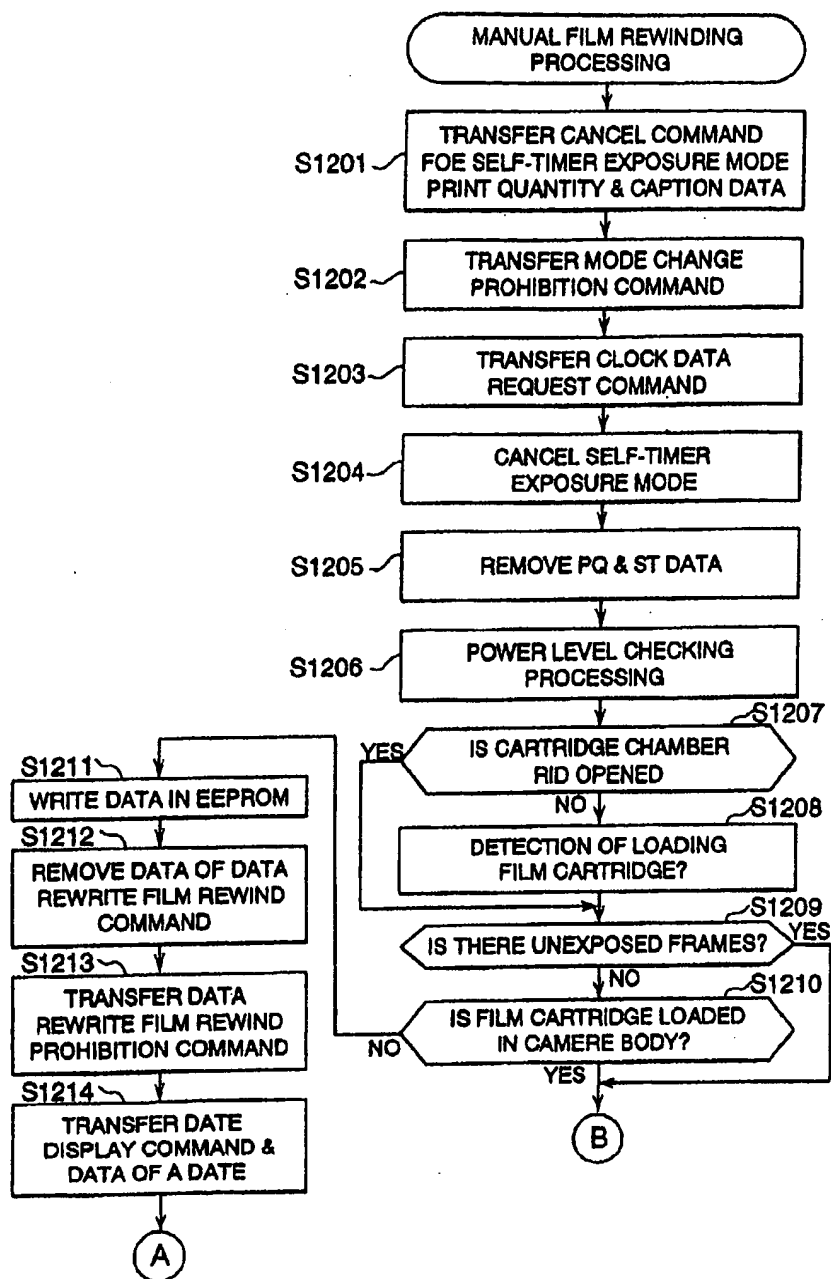 MANUAL FILM REWINDING
PROCESSING
S1201
TRANSFER CANCEL COMMAND
FOE SELF-TIMER EXPOSURE MODE
PRINT QUANTITY & CAPTION DATA
S1202
TRANSFER MODE CHANGE
PROHIBITION COMMAND
S1203
TRANSFER CLOCK DATA
REQUEST COMMAND
S1204
CANCEL SELF-TIMER
EXPOSURE MODE
S1205
REMOVE PQ & ST DATA
S1206
POWER LEVEL CHECKING
PROCESSING
S1207
YES
IS CARTRIDGE CHAMBER
RID OPENED
NO
S1208
DETECTION OF LOADING
FILM CARTRIDGE?
S1209
IS THERE UNEXPOSED FRAMES?
YES
NO
S1210
IS FILM CARTRIDGE LOADED
IN CAMERE BODY?
NO
YES
B
S1211
WRITE DATA IN EEPROM
S1212
REMOVE DATA OF DATA
REWRITE FILM REWIND
COMMAND
S1213
TRANSFER DATA
REWRITE FILM REWIND
PROHIBITION COMMAND
S1214
TRANSFER DATE
DISPLAY COMMAND &
DATA OF A DATE
A